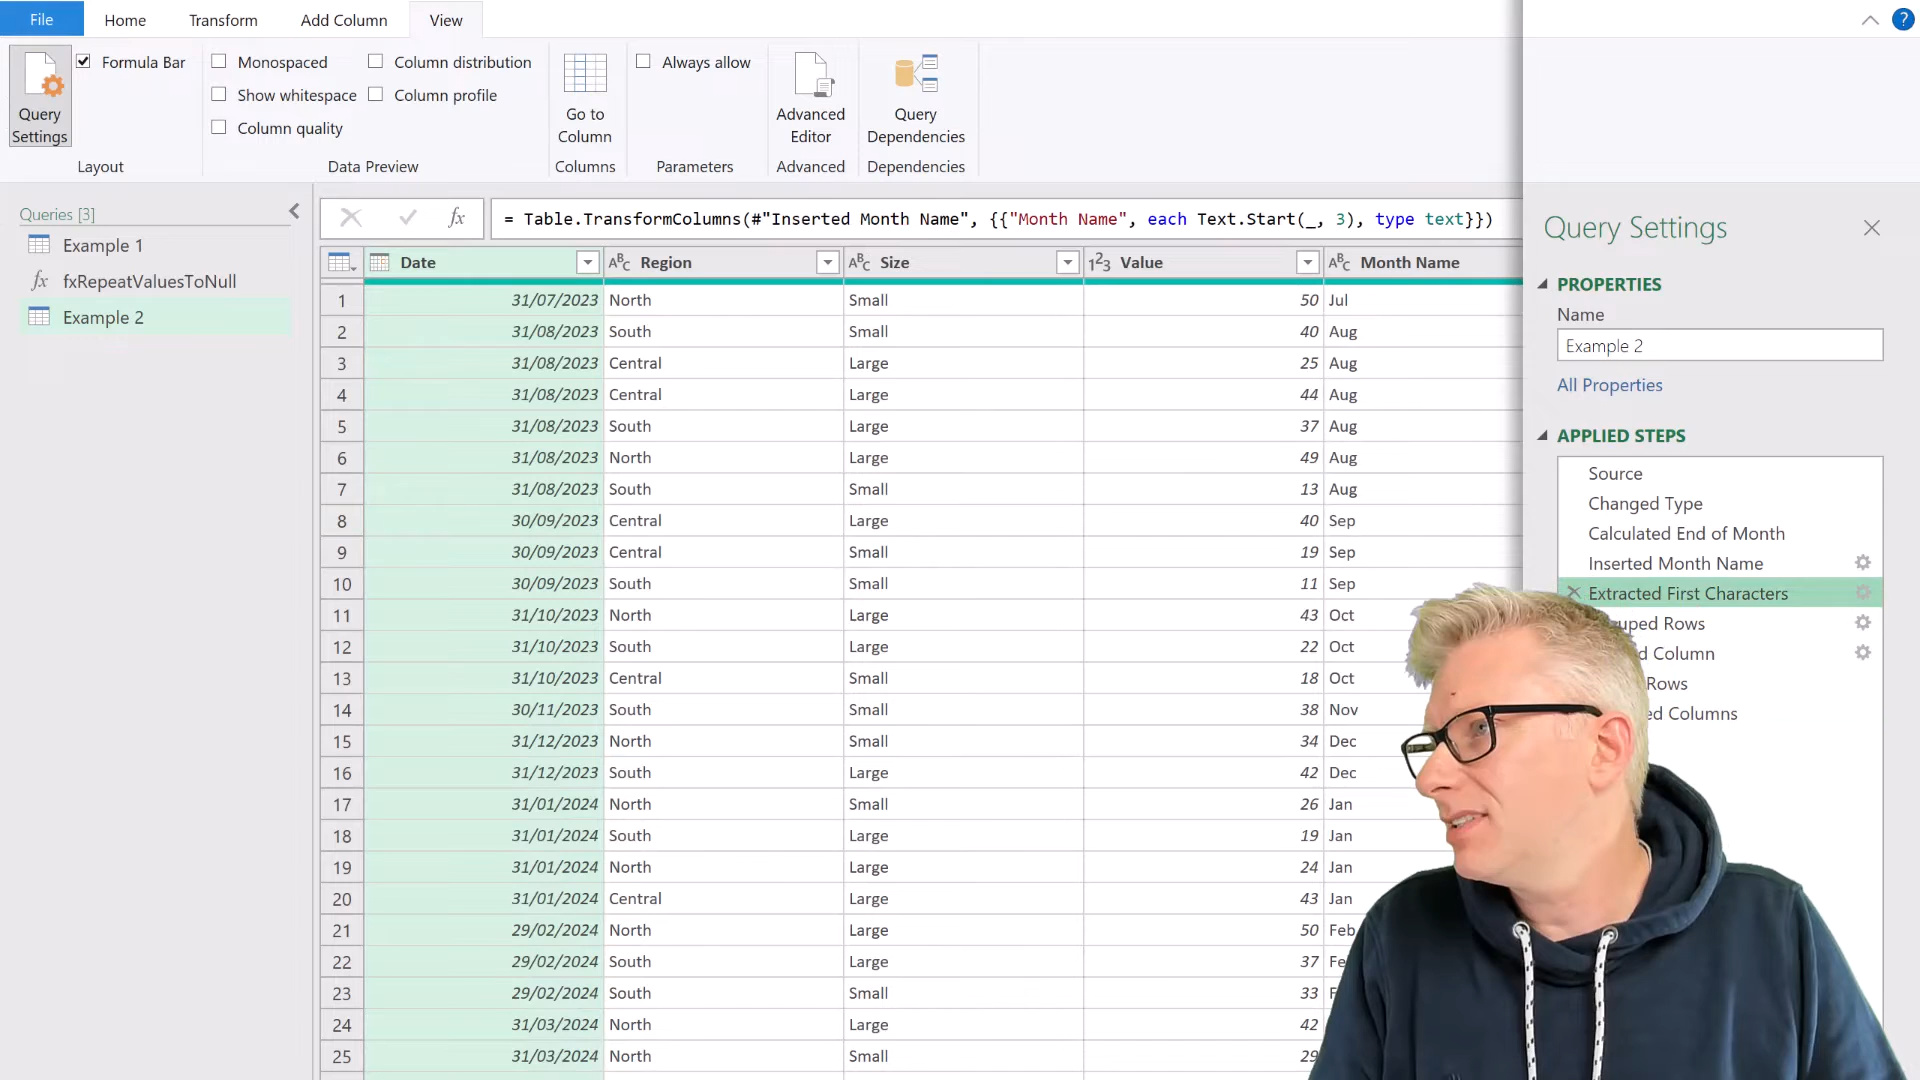 File Home Transform Add Column View ?
Formula Bar Monospaced Column distribution Always allow
Show whitespace Column profile
Column quality
Query Settings Go to Column Advanced Editor Query Dependencies
Layout Data Preview Columns Parameters Advanced Dependencies
Queries [3]
Example 1
fx fxRepeatValuesToNull
Example 2
fx = Table.TransformColumns(#"Inserted Month Name", {{"Month Name", each Text.Start(_, 3), type text}})
Date ABC Region ABC Size 123 Value ABC Month Name
1 31/07/2023 North Small 50 Jul
2 31/08/2023 South Small 40 Aug
3 31/08/2023 Central Large 25 Aug
4 31/08/2023 Central Large 44 Aug
5 31/08/2023 South Large 37 Aug
6 31/08/2023 North Large 49 Aug
7 31/08/2023 South Small 13 Aug
8 30/09/2023 Central Large 40 Sep
9 30/09/2023 Central Small 19 Sep
10 30/09/2023 South Small 11 Sep
11 31/10/2023 North Large 43 Oct
12 31/10/2023 South Large 22 Oct
13 31/10/2023 Central Small 18 Oct
14 30/11/2023 South Small 38 Nov
15 31/12/2023 North Small 34 Dec
16 31/12/2023 South Large 42 Dec
17 31/01/2024 North Small 26 Jan
18 31/01/2024 South Large 19 Jan
19 31/01/2024 North Large 24 Jan
20 31/01/2024 Central Large 43 Jan
21 29/02/2024 North Large 50 Feb
22 29/02/2024 South Large 37
23 29/02/2024 South Small 33
24 31/03/2024 North Large 42
25 31/03/2024 North Small 29
Query Settings
PROPERTIES
Name
Example 2
All Properties
APPLIED STEPS
Source
Changed Type
Calculated End of Month
Inserted Month Name
Extracted First Characters
Rows
Column
Rows
Columns